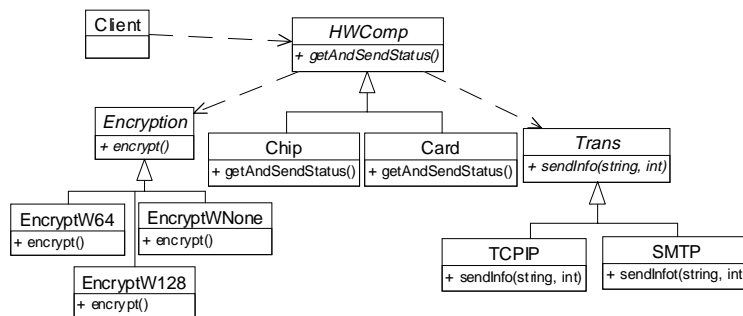 Client
HWComp
+ getAndSendStatus()
Encryption
+ encrypt()
Chip
+ getAndSendStatus()
Card
+ getAndSendStatus()
Trans
+ sendInfo(string, int)
EncryptW64
+ encrypt()
EncryptWNone
+ encrypt()
EncryptW128
+ encrypt()
TCPIP
+ sendInfo(string, int)
SMTP
+ sendInfot(string, int)